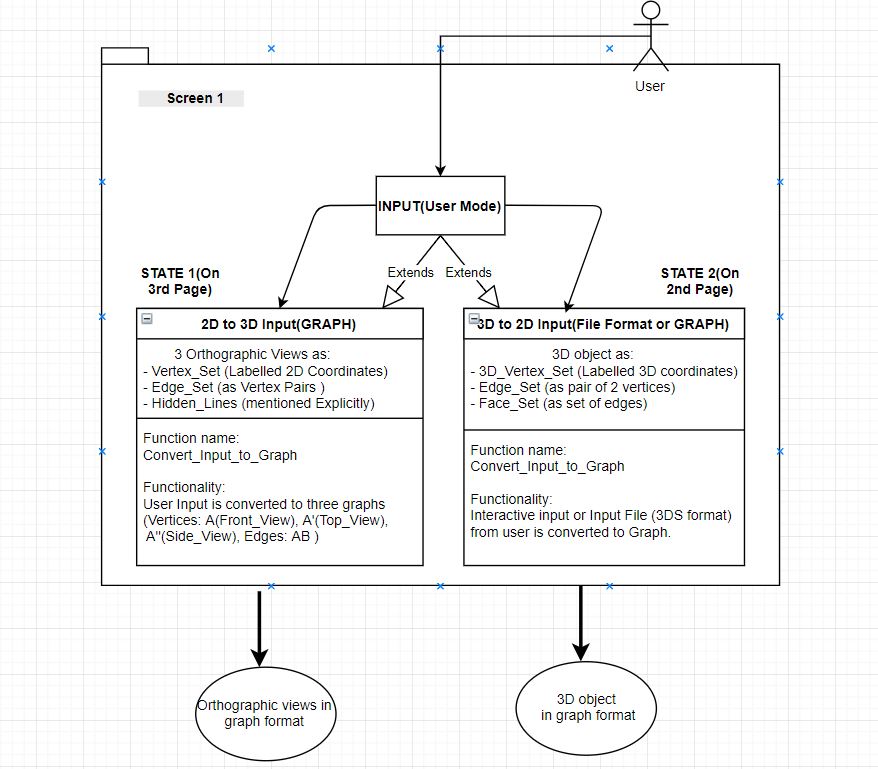 User
Screen 1
INPUT(User Mode)
Extends
Extends
STATE 1(On
3rd Page)
STATE 2(On
2nd Page)
2D to 3D Input(GRAPH)
3 Orthographic Views as:
- Vertex_Set (Labelled 2D Coordinates)
- Edge_Set (as Vertex Pairs )
- Hidden_Lines (mentioned Explicitly)
Function name:
Convert_Input_to_Graph
Functionality:
User Input is converted to three graphs
(Vertices: A(Front_View), A'(Top_View),
A"(Side_View), Edges: AB )
3D to 2D Input(File Format or GRAPH)
3D object as:
- 3D_Vertex_Set (Labelled 3D coordinates)
- Edge_Set (as pair of 2 vertices)
- Face_Set (as set of edges)
Function name:
Convert_Input_to_Graph
Functionality:
Interactive input or Input File (3DS format)
from user is converted to Graph.
Orthographic views in
graph format
3D object
in graph format